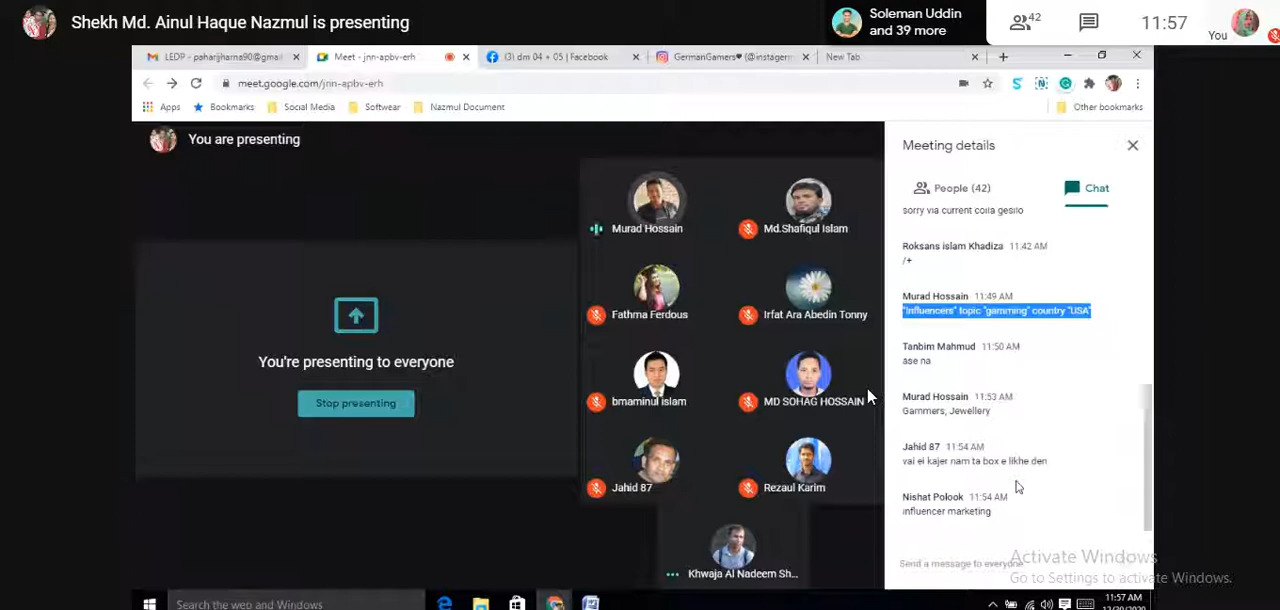 Shekh Md. Ainul Haque Nazmul is presenting
Soleman Uddin
and 39 more
42
11:57
You
LEDP - paharijharna90@gmail
Meet - jnn-apbv-erh
(3) dm 04 + 05 | Facebook
GermanGamers♥ (@instagerm
New Tab
meet.google.com/jnn-apbv-erh
Apps
Bookmarks
Social Media
Softwear
Nazmul Document
Other bookmarks
You are presenting
Meeting details
People (42)
Chat
sorry via current colla gesilo
Roksans islam Khadiza 11:42 AM
/+
Murad Hossain 11:49 AM
"Influencers" topic "gamming" country "USA"
Tanbim Mahmud 11:50 AM
ase na
Murad Hossain 11:53 AM
Gammers, Jewellery
Jahid 87 11:54 AM
vai ei kajer nam ta box e likhe den
Nishat Polook 11:54 AM
influencer marketing
Send a message to everyone
You're presenting to everyone
Stop presenting
Murad Hossain
Md.Shafiqul Islam
Fathma Ferdous
Irfat Ara Abedin Tonny
bmaminul islam
MD SOHAG HOSSAIN
Jahid 87
Rezaul Karim
Khwaja Al Nadeem Sh...
Activate Windows
Go to Settings to activate Windows.
Search the web and Windows
11:57 AM